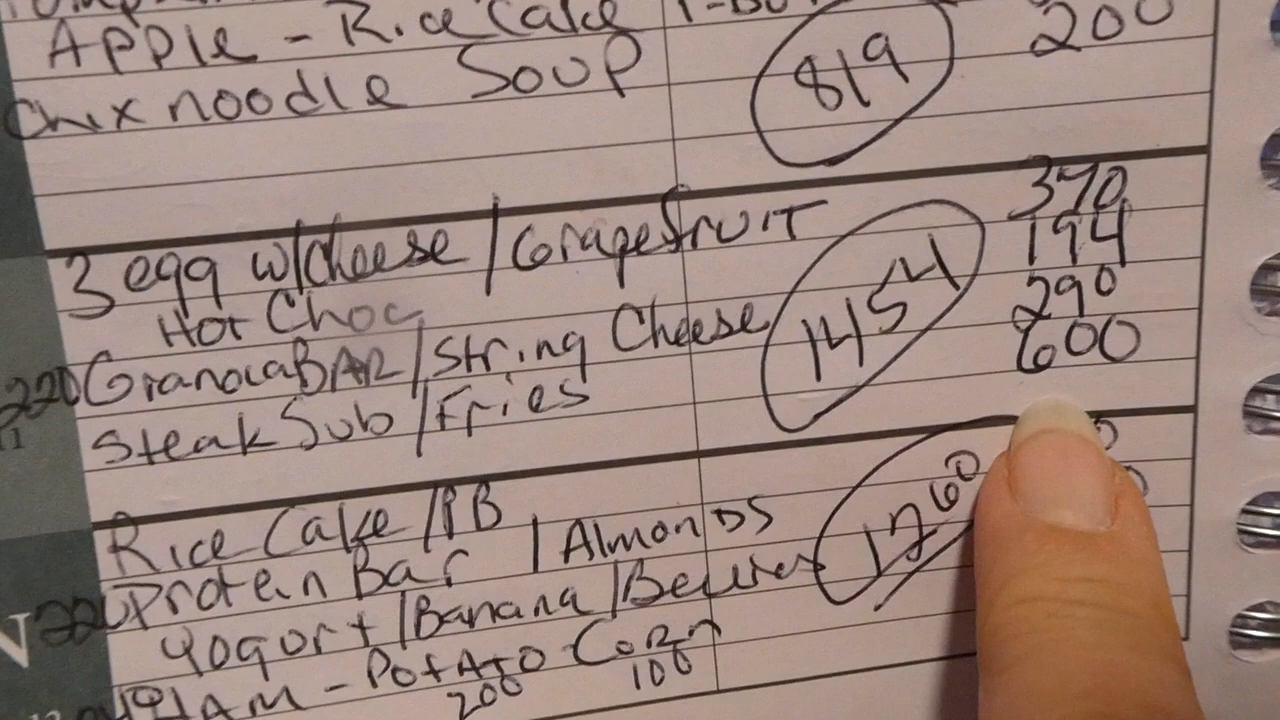 APPle - Rice Cake
200
Chix noodle Soup
819
370
3 egg w/Cheese / Grapefruit
194
Hot Choc
1454
290
220 GranolaBAR / String Cheese
600
Steak Sub / Fries
Rice Cake / PB
1260
220 Protein Bar / Almonds
Yogurt / Banana / Berries
HAM - PotATO Corn
200 100